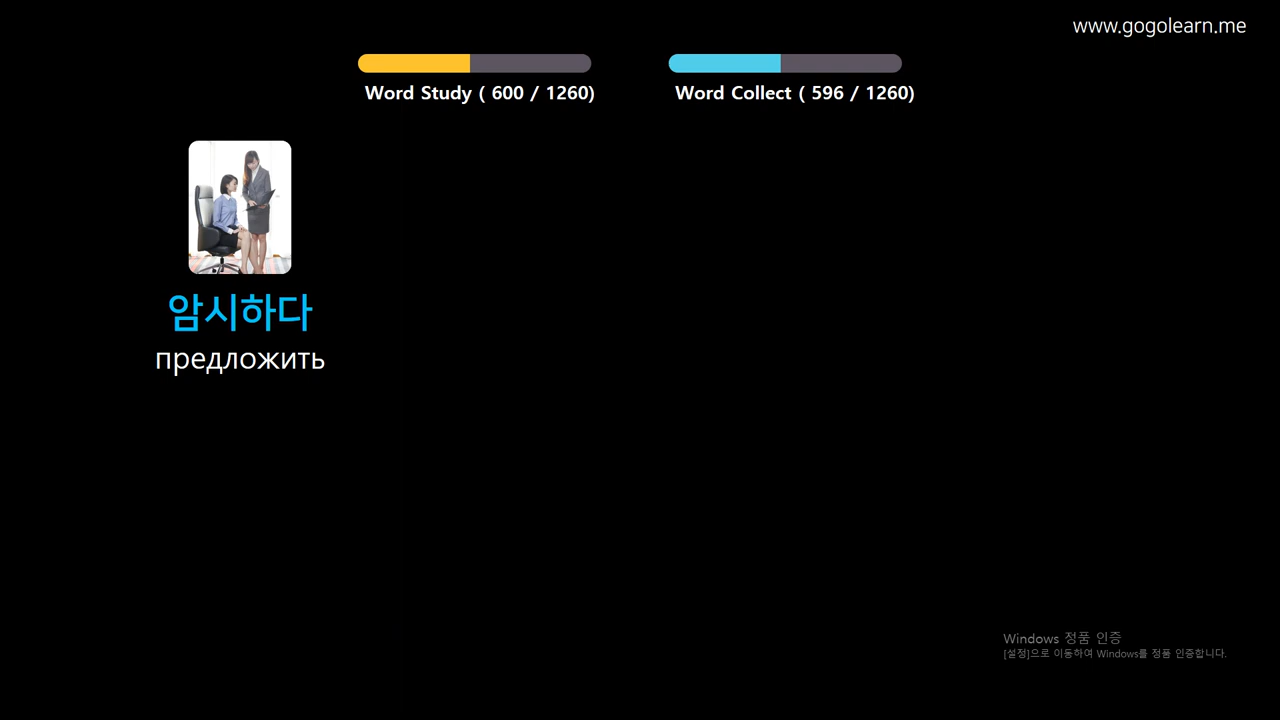 www.gogolearn.me
Word Study ( 600 / 1260)
Word Collect ( 596 / 1260)
암시하다
предложить
Windows 정품 인증
[설정]으로 이동하여 Windows를 정품 인증합니다.